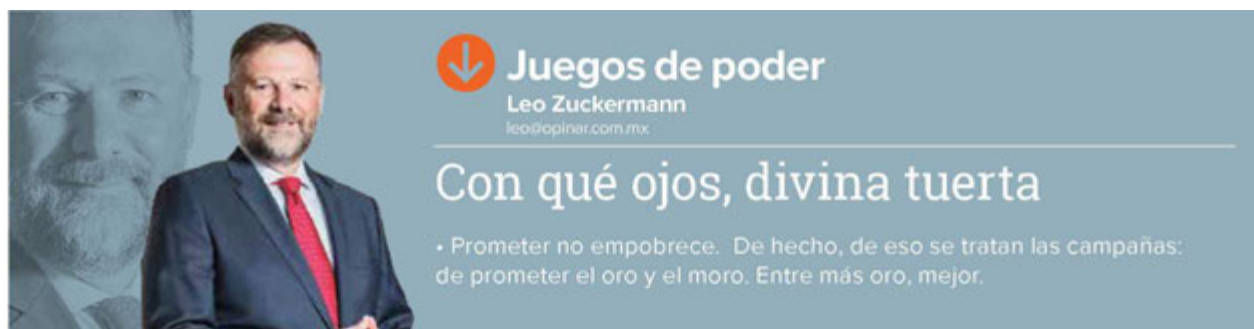 Juegos de poder
Leo Zuckermann
leo@opinar.com.mx
Con qué ojos, divina tuerta
• Prometer no empobrece. De hecho, de eso se tratan las campañas:
de prometer el oro y el moro. Entre más oro, mejor.